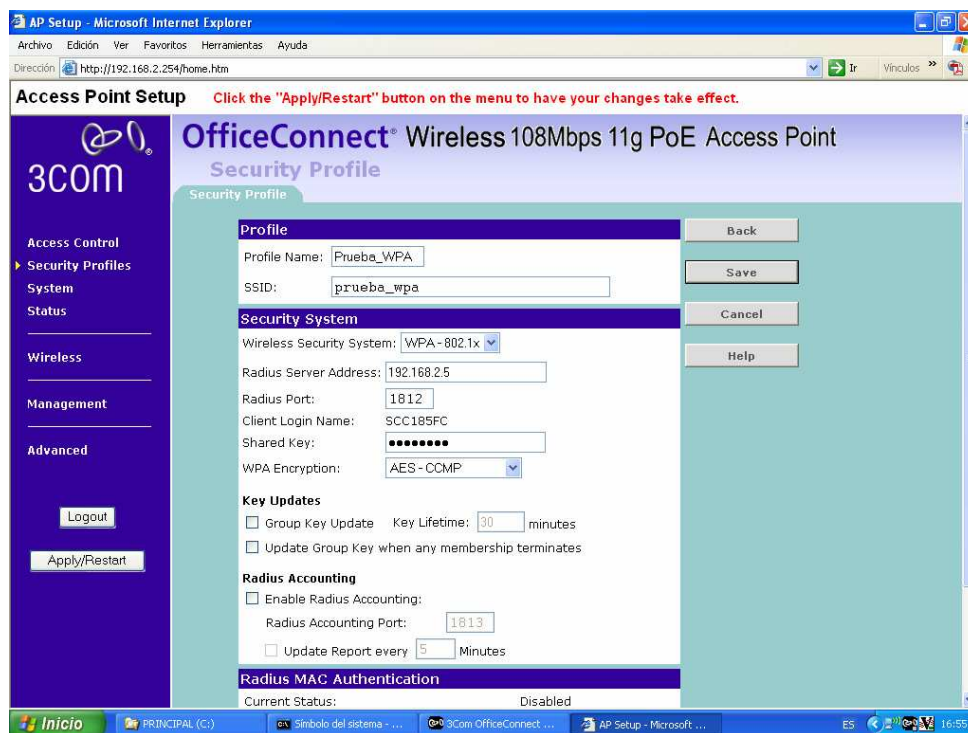 AP Setup - Microsoft Internet Explorer
Archivo Edición Ver Favoritos Herramientas Ayuda
Dirección http://192.168.2.254/home.htm Ir Vínculos »
Access Point Setup Click the "Apply/Restart" button on the menu to have your changes take effect.
3COM
OfficeConnect® Wireless 108Mbps 11g PoE Access Point
Security Profile
Security Profile
Access Control
Security Profiles
System
Status
Wireless
Management
Advanced
Logout
Apply/Restart
Profile
Profile Name: Prueba_WPA
SSID: prueba_wpa
Security System
Wireless Security System: WPA-802.1x
Radius Server Address: 192.168.2.5
Radius Port: 1812
Client Login Name: SCC185FC
Shared Key: ●●●●●●●●
WPA Encryption: AES-CCMP
Key Updates
Group Key Update Key Lifetime: 30 minutes
Update Group Key when any membership terminates
Radius Accounting
Enable Radius Accounting:
Radius Accounting Port: 1813
Update Report every 5 Minutes
Radius MAC Authentication
Current Status: Disabled
Back
Save
Cancel
Help
Inicio PRINCIPAL (C:) Símbolo del sistema - ... 3Com OfficeConnect ... AP Setup - Microsoft ... ES 16:55